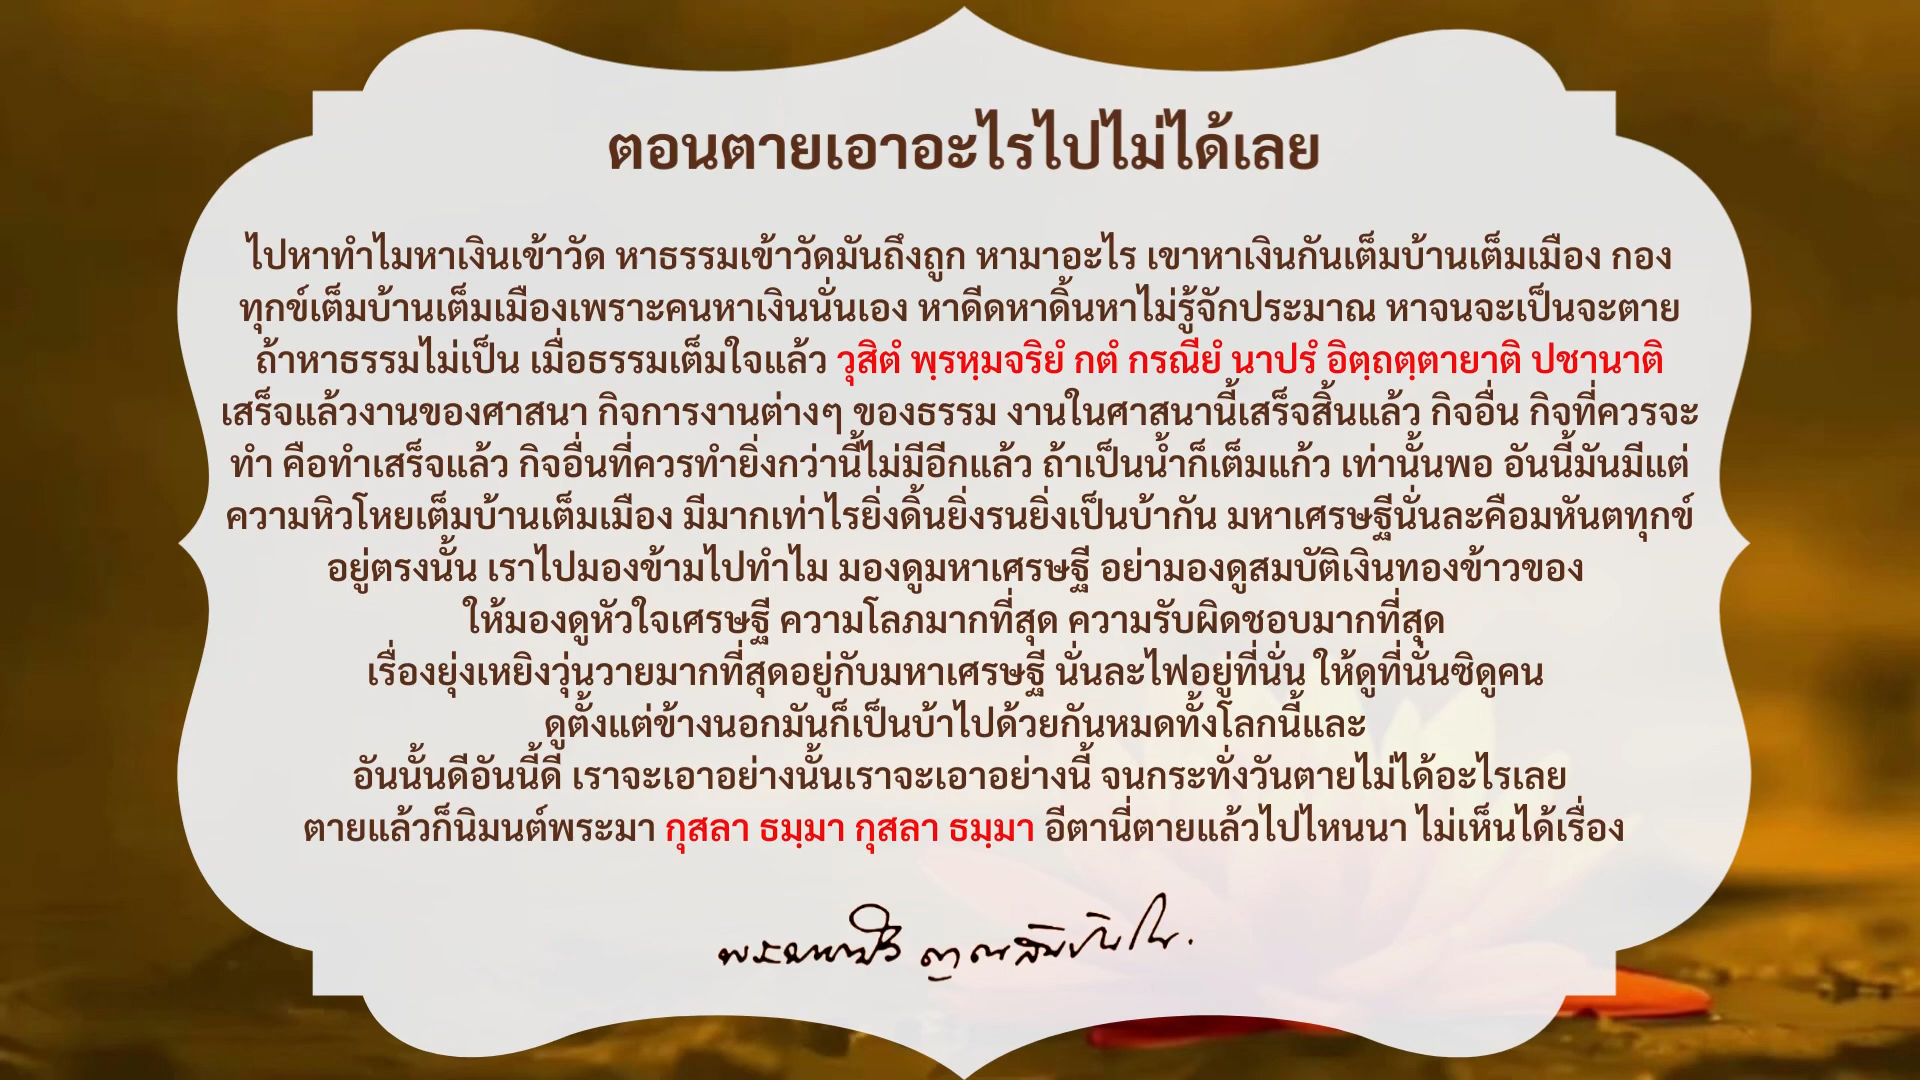 ตอนตายเอาอะไรไปไม่ได้เลย
ไปหาทำไมหาเงินเข้าวัด หาธรรมเข้าวัดมันถึงถูก หามาอะไร เขาหาเงินกันเต็มบ้านเต็มเมือง กอง
ทุกข์เต็มบ้านเต็มเมืองเพราะคนหาเงินนั่นเอง หาดีดหาดิ้นหาไม่รู้จักประมาณ หาจนจะเป็นจะตาย
ถ้าหาธรรมไม่เป็น เมื่อธรรมเต็มใจแล้ว วุสิตํ พฺรหฺมจริยํ กตํ กรณียํ นาปรํ อิตฺถตฺตายาติ ปชานาติ
เสร็จแล้วงานของศาสนา กิจการงานต่างๆ ของธรรม งานในศาสนานี้เสร็จสิ้นแล้ว กิจอื่น กิจที่ควรจะ
ทำ คือทำเสร็จแล้ว กิจอื่นที่ควรทำยิ่งกว่านี้ไม่มีอีกแล้ว ถ้าเป็นน้ำก็เต็มแก้ว เท่านั้นพอ อันนี้มันมีแต่
ความหิวโหยเต็มบ้านเต็มเมือง มีมากเท่าไรยิ่งดิ้นยิ่งรนยิ่งเป็นบ้ากัน มหาเศรษฐีนั่นละคือมหันตทุกข์
อยู่ตรงนั้น เราไปมองข้ามไปทำไม มองดูมหาเศรษฐี อย่ามองดูสมบัติเงินทองข้าวของ
ให้มองดูหัวใจเศรษฐี ความโลภมากที่สุด ความรับผิดชอบมากที่สุด
เรื่องยุ่งเหยิงวุ่นวายมากที่สุดอยู่กับมหาเศรษฐี นั่นละไฟอยู่ที่นั่น ให้ดูที่นั่นซิดูคน
ดูตั้งแต่ข้างนอกมันก็เป็นบ้าไปด้วยกันหมดทั้งโลกนี้และ
อันนั้นดีอันนี้ดี เราจะเอาอย่างนั้นเราจะเอาอย่างนี้ จนกระทั่งวันตายไม่ได้อะไรเลย
ตายแล้วก็นิมนต์พระมา กุสลา ธมฺมา กุสลา ธมฺมา อีตานี่ตายแล้วไปไหนนา ไม่เห็นได้เรื่อง